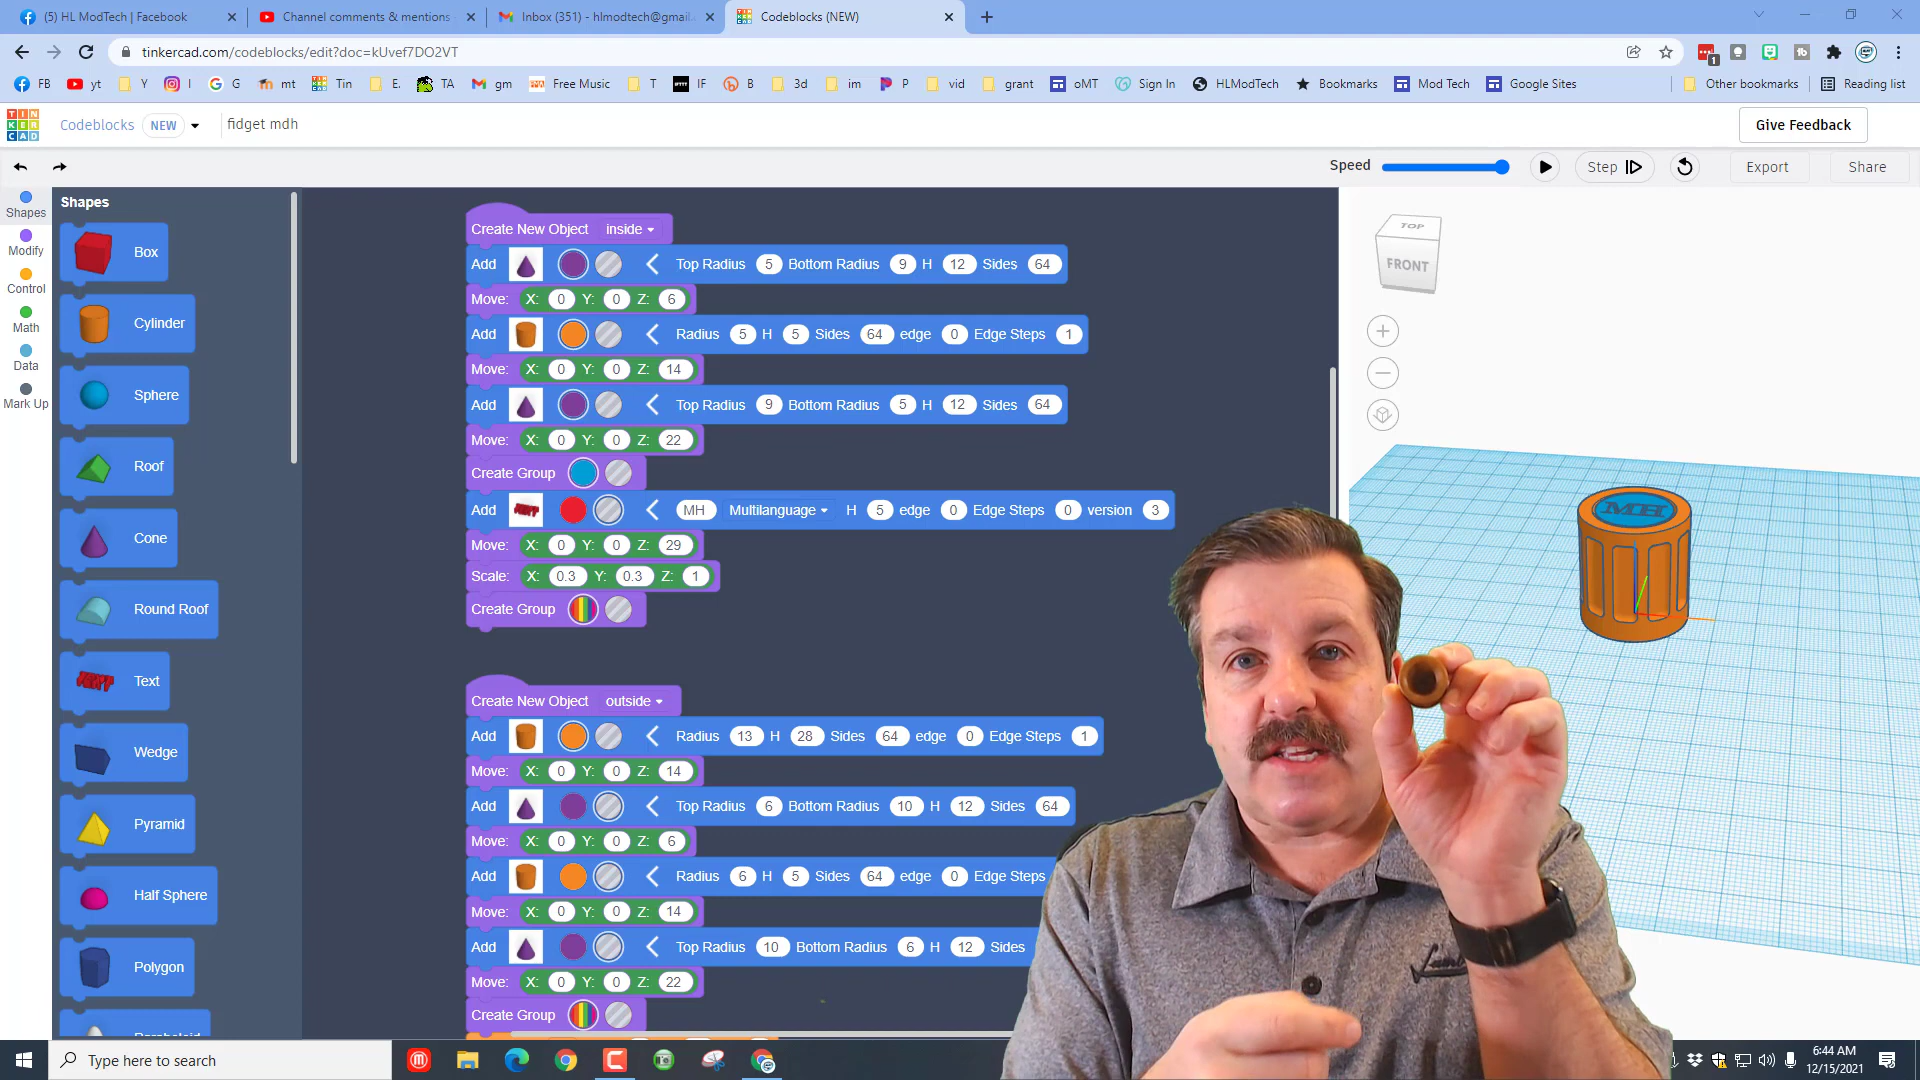 (5) HL ModTech | Facebook
Channel comments & mentions
Inbox (351) - hlmodtech@gmail.
Codeblocks (NEW)
tinkercad.com/codeblocks/edit?doc=kUvef7DO2VT
FB yt Y I G mt Tin E. TA gm Free Music T IF B 3d im P vid grant oMT Sign In HLModTech Bookmarks Mod Tech Google Sites Other bookmarks Reading list
TIN KER CAD Codeblocks NEW fidget mdh Give Feedback
Speed Step Export Share
Shapes
Modify
Control
Math
Data
Mark Up
Shapes
Box
Cylinder
Sphere
Roof
Cone
Round Roof
Text
Wedge
Pyramid
Half Sphere
Polygon
Create New Object inside
Add Top Radius 5 Bottom Radius 9 H 12 Sides 64
Move: X: 0 Y: 0 Z: 6
Add Radius 5 H 5 Sides 64 edge 0 Edge Steps 1
Move: X: 0 Y: 0 Z: 14
Add Top Radius 9 Bottom Radius 5 H 12 Sides 64
Move: X: 0 Y: 0 Z: 22
Create Group
Add MH Multilanguage H 5 edge 0 Edge Steps 0 version 3
Move: X: 0 Y: 0 Z: 29
Scale: X: 0.3 Y: 0.3 Z: 1
Create Group
Create New Object outside
Add Radius 13 H 28 Sides 64 edge 0 Edge Steps 1
Move: X: 0 Y: 0 Z: 14
Add Top Radius 6 Bottom Radius 10 H 12 Sides 64
Move: X: 0 Y: 0 Z: 6
Add Radius 6 H 5 Sides 64 edge 0 Edge Steps
Move: X: 0 Y: 0 Z: 14
Add Top Radius 10 Bottom Radius 6 H 12 Sides
Move: X: 0 Y: 0 Z: 22
Create Group
TOP
FRONT
MH
Type here to search
6:44 AM
12/15/2021